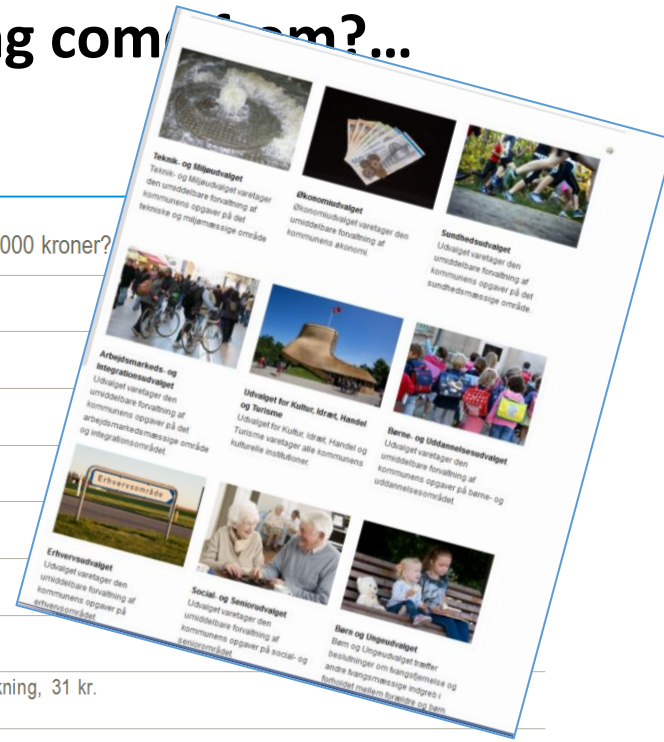 g come from?...
000 kroner?
Teknik- og Miljøudvalget
Teknik- og Miljøudvalget varetager
den umiddelbare forvaltning af
kommunens opgaver på det
tekniske og miljømæssige område
Økonomiudvalget
Økonomiudvalget varetager den
umiddelbare forvaltning af
kommunens økonomi.
Sundhedsudvalget
Udvalget varetager den
umiddelbare forvaltning af
kommunens opgaver på det
sundhedsmæssige område.
Arbejdsmarkeds- og
Integrationsudvalget
Udvalget varetager den
umiddelbare forvaltning af
kommunens opgaver på det
arbejdsmarkedsmæssige område
og integrationsområdet.
Udvalget for Kultur, Idræt, Handel
og Turisme
Udvalget for Kultur, Idræt, Handel og
Turisme varetager alle kommunens
kulturelle institutioner.
Børne- og Uddannelsesudvalget
Udvalget varetager den
umiddelbare forvaltning af
kommunens opgaver på børne- og
uddannelsesområdet.
Erhvervsområde
Erhvervsudvalget
Udvalget varetager den
umiddelbare forvaltning af
kommunens opgaver på
erhvervsområdet
Social- og Seniorudvalget
Udvalget varetager den
umiddelbare forvaltning af
kommunens opgaver på social- og
seniorområdet
Børn og Ungeudvalget
Børn og Ungeudvalget træffer
beslutninger om tvangsfjernelse og
andre tvangsmæssige indgreb i
forholdet mellem forældre og børn.
kning, 31 kr.